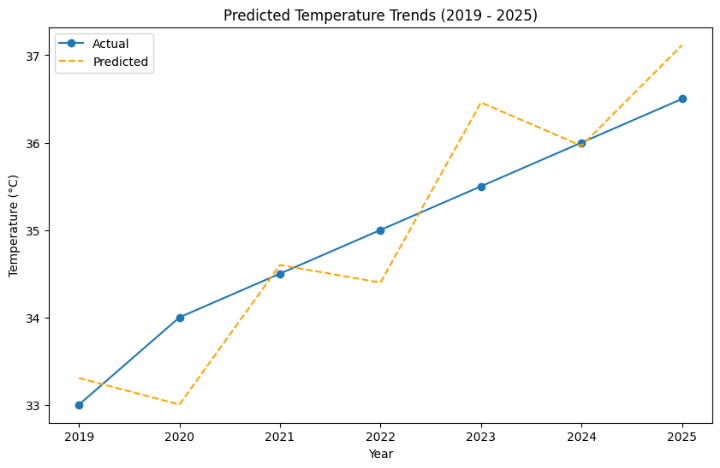 Predicted Temperature Trends (2019 - 2025)
Actual
Predicted
37
36
35
34
33
Temperature (°C)
2019 2020 2021 2022 2023 2024 2025
Year